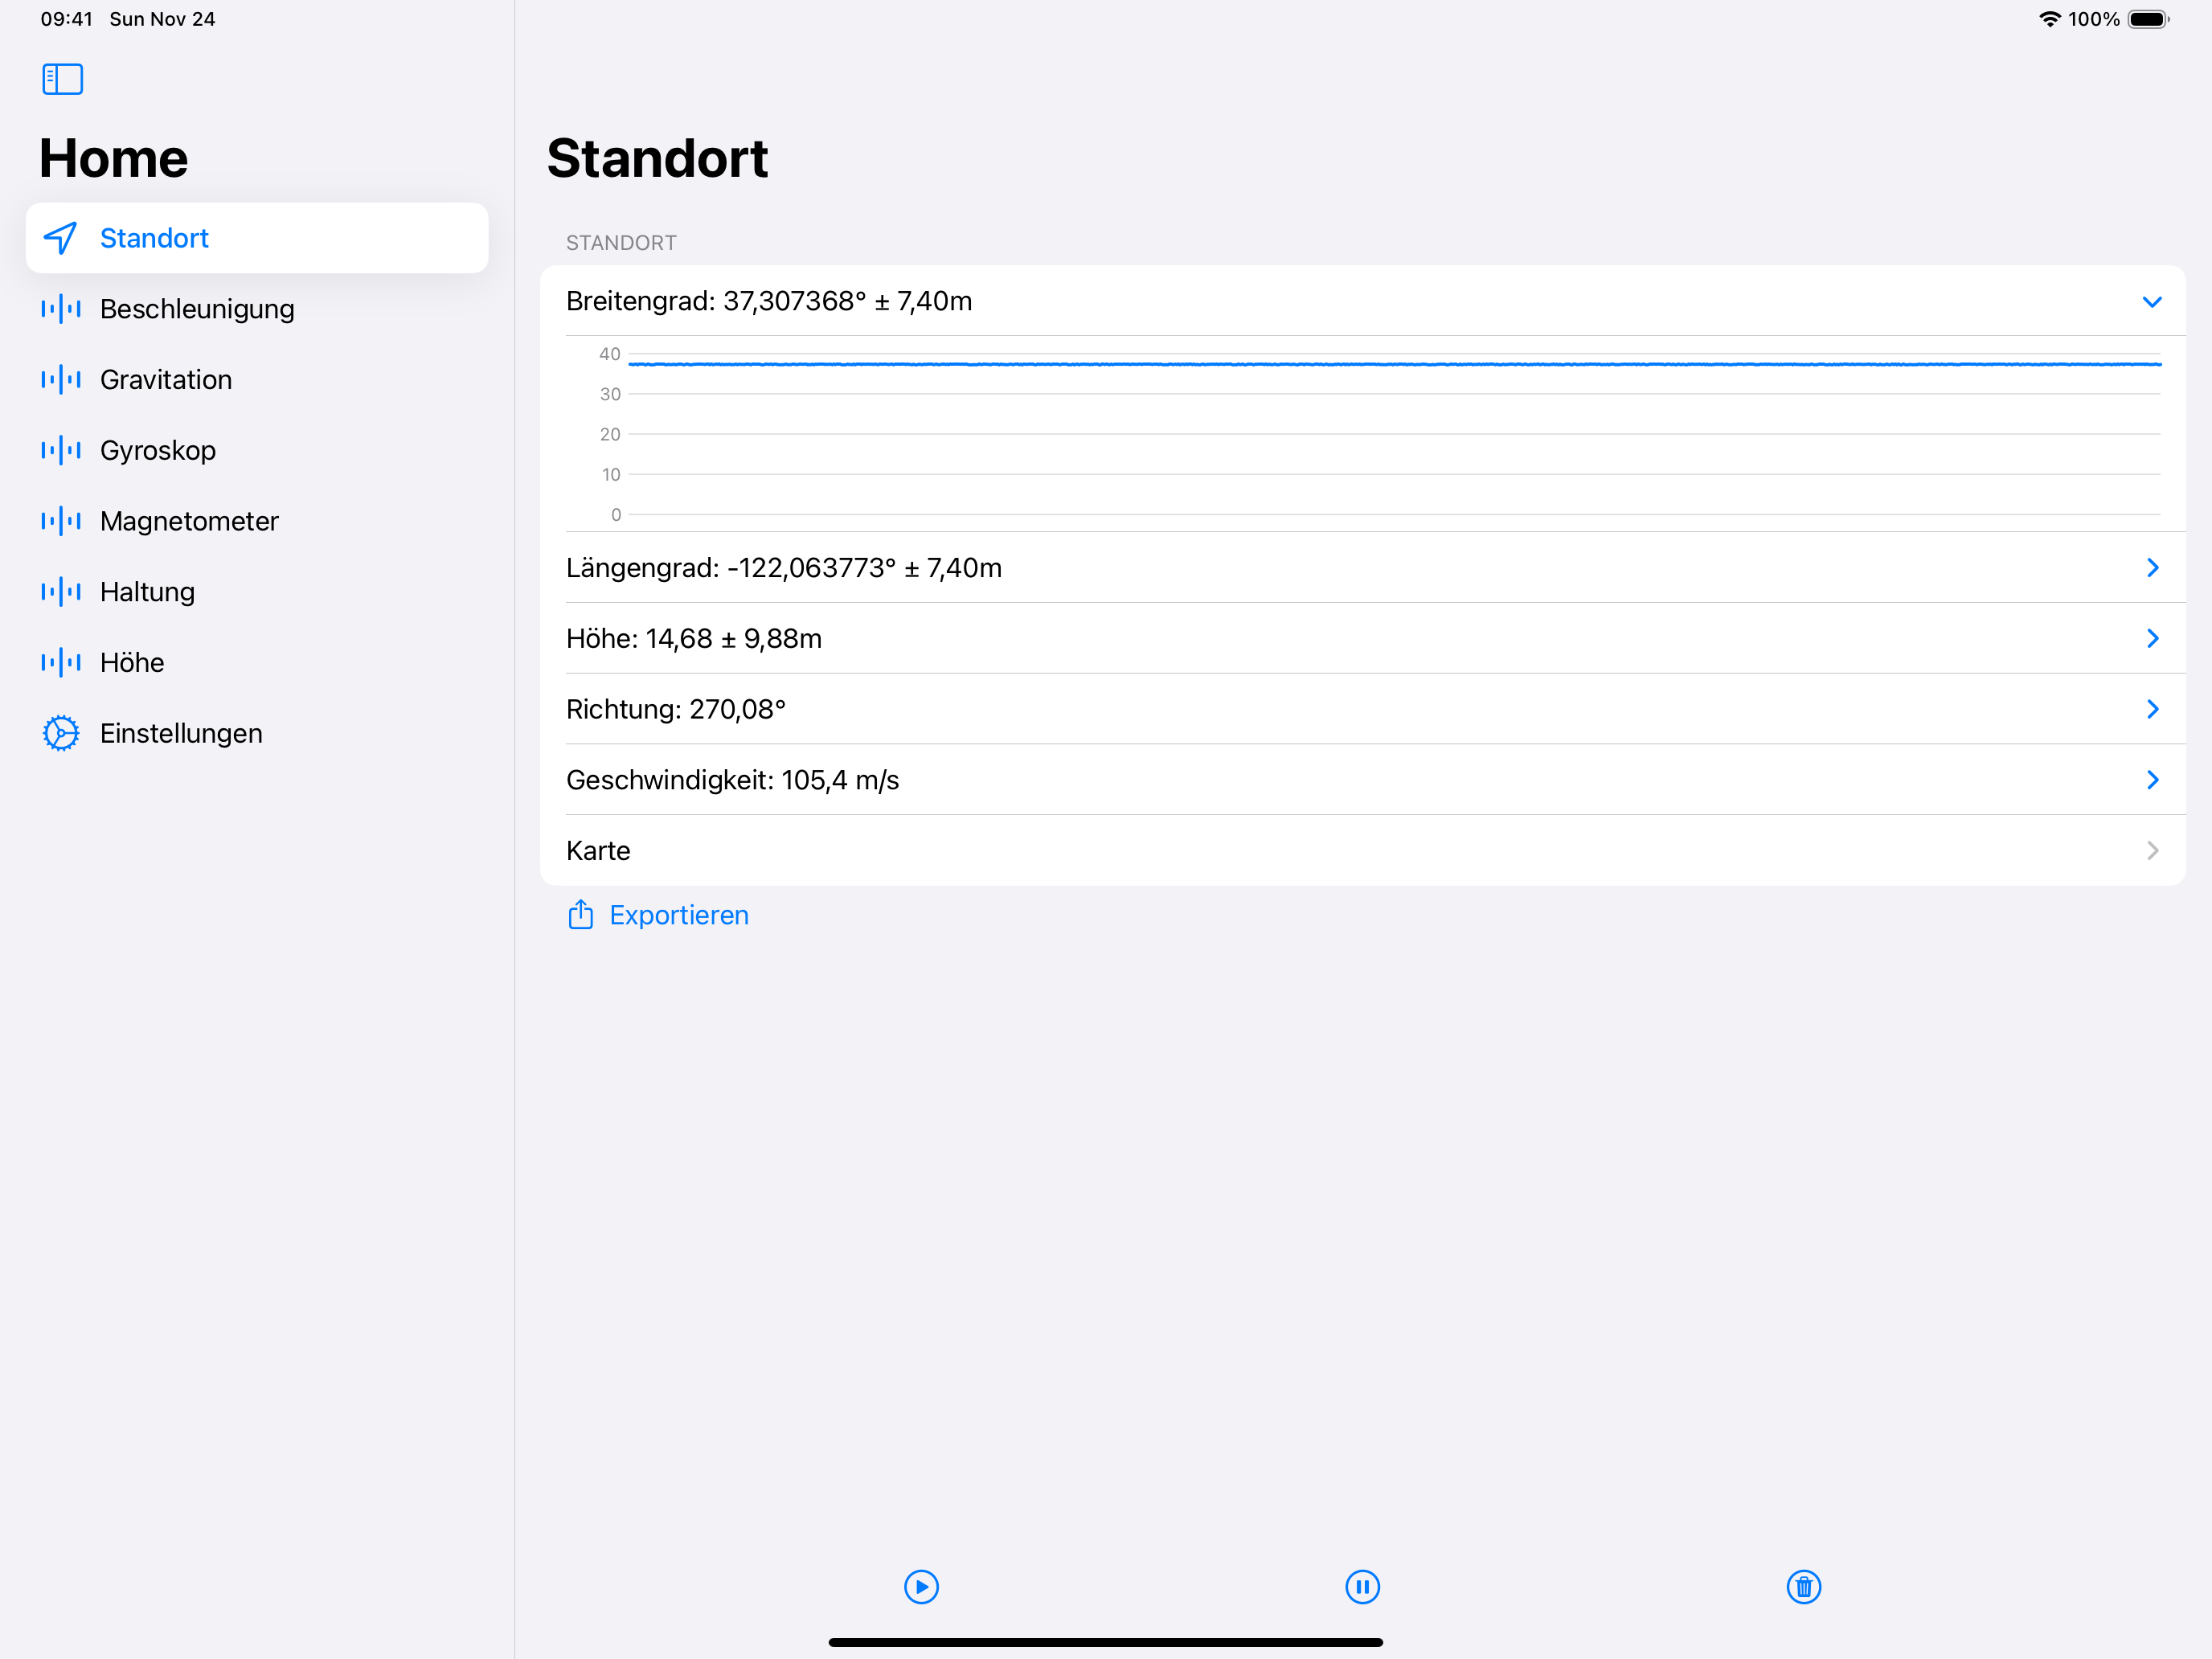 09:41 Sun Nov 24
100%
Home
Standort
Beschleunigung
Gravitation
Gyroskop
Magnetometer
Haltung
Höhe
Einstellungen
Standort
STANDORT
Breitengrad: 37,307368° ± 7,40m
40
30
20
10
0
Längengrad: -122,063773° ± 7,40m
Höhe: 14,68 ± 9,88m
Richtung: 270,08°
Geschwindigkeit: 105,4 m/s
Karte
Exportieren